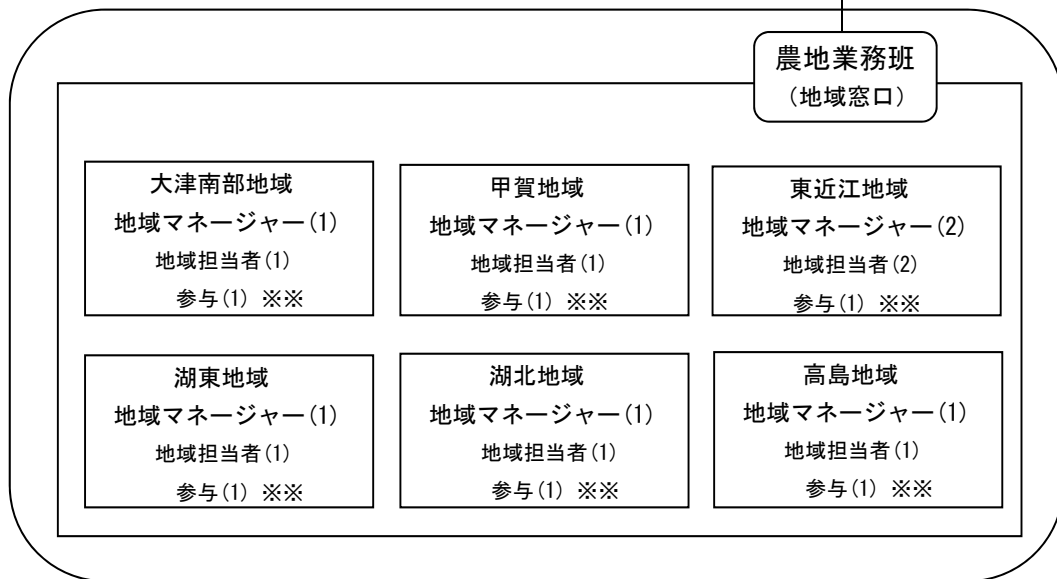 農地業務班
(地域窓口)
大津南部地域
地域マネージャー(1)
地域担当者(1)
参与(1) ※※
甲賀地域
地域マネージャー(1)
地域担当者(1)
参与(1) ※※
東近江地域
地域マネージャー(2)
地域担当者(2)
参与(1) ※※
湖東地域
地域マネージャー(1)
地域担当者(1)
参与(1) ※※
湖北地域
地域マネージャー(1)
地域担当者(1)
参与(1) ※※
高島地域
地域マネージャー(1)
地域担当者(1)
参与(1) ※※